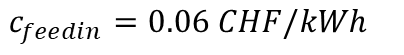 c_feedin = 0.06 CHF/kWh